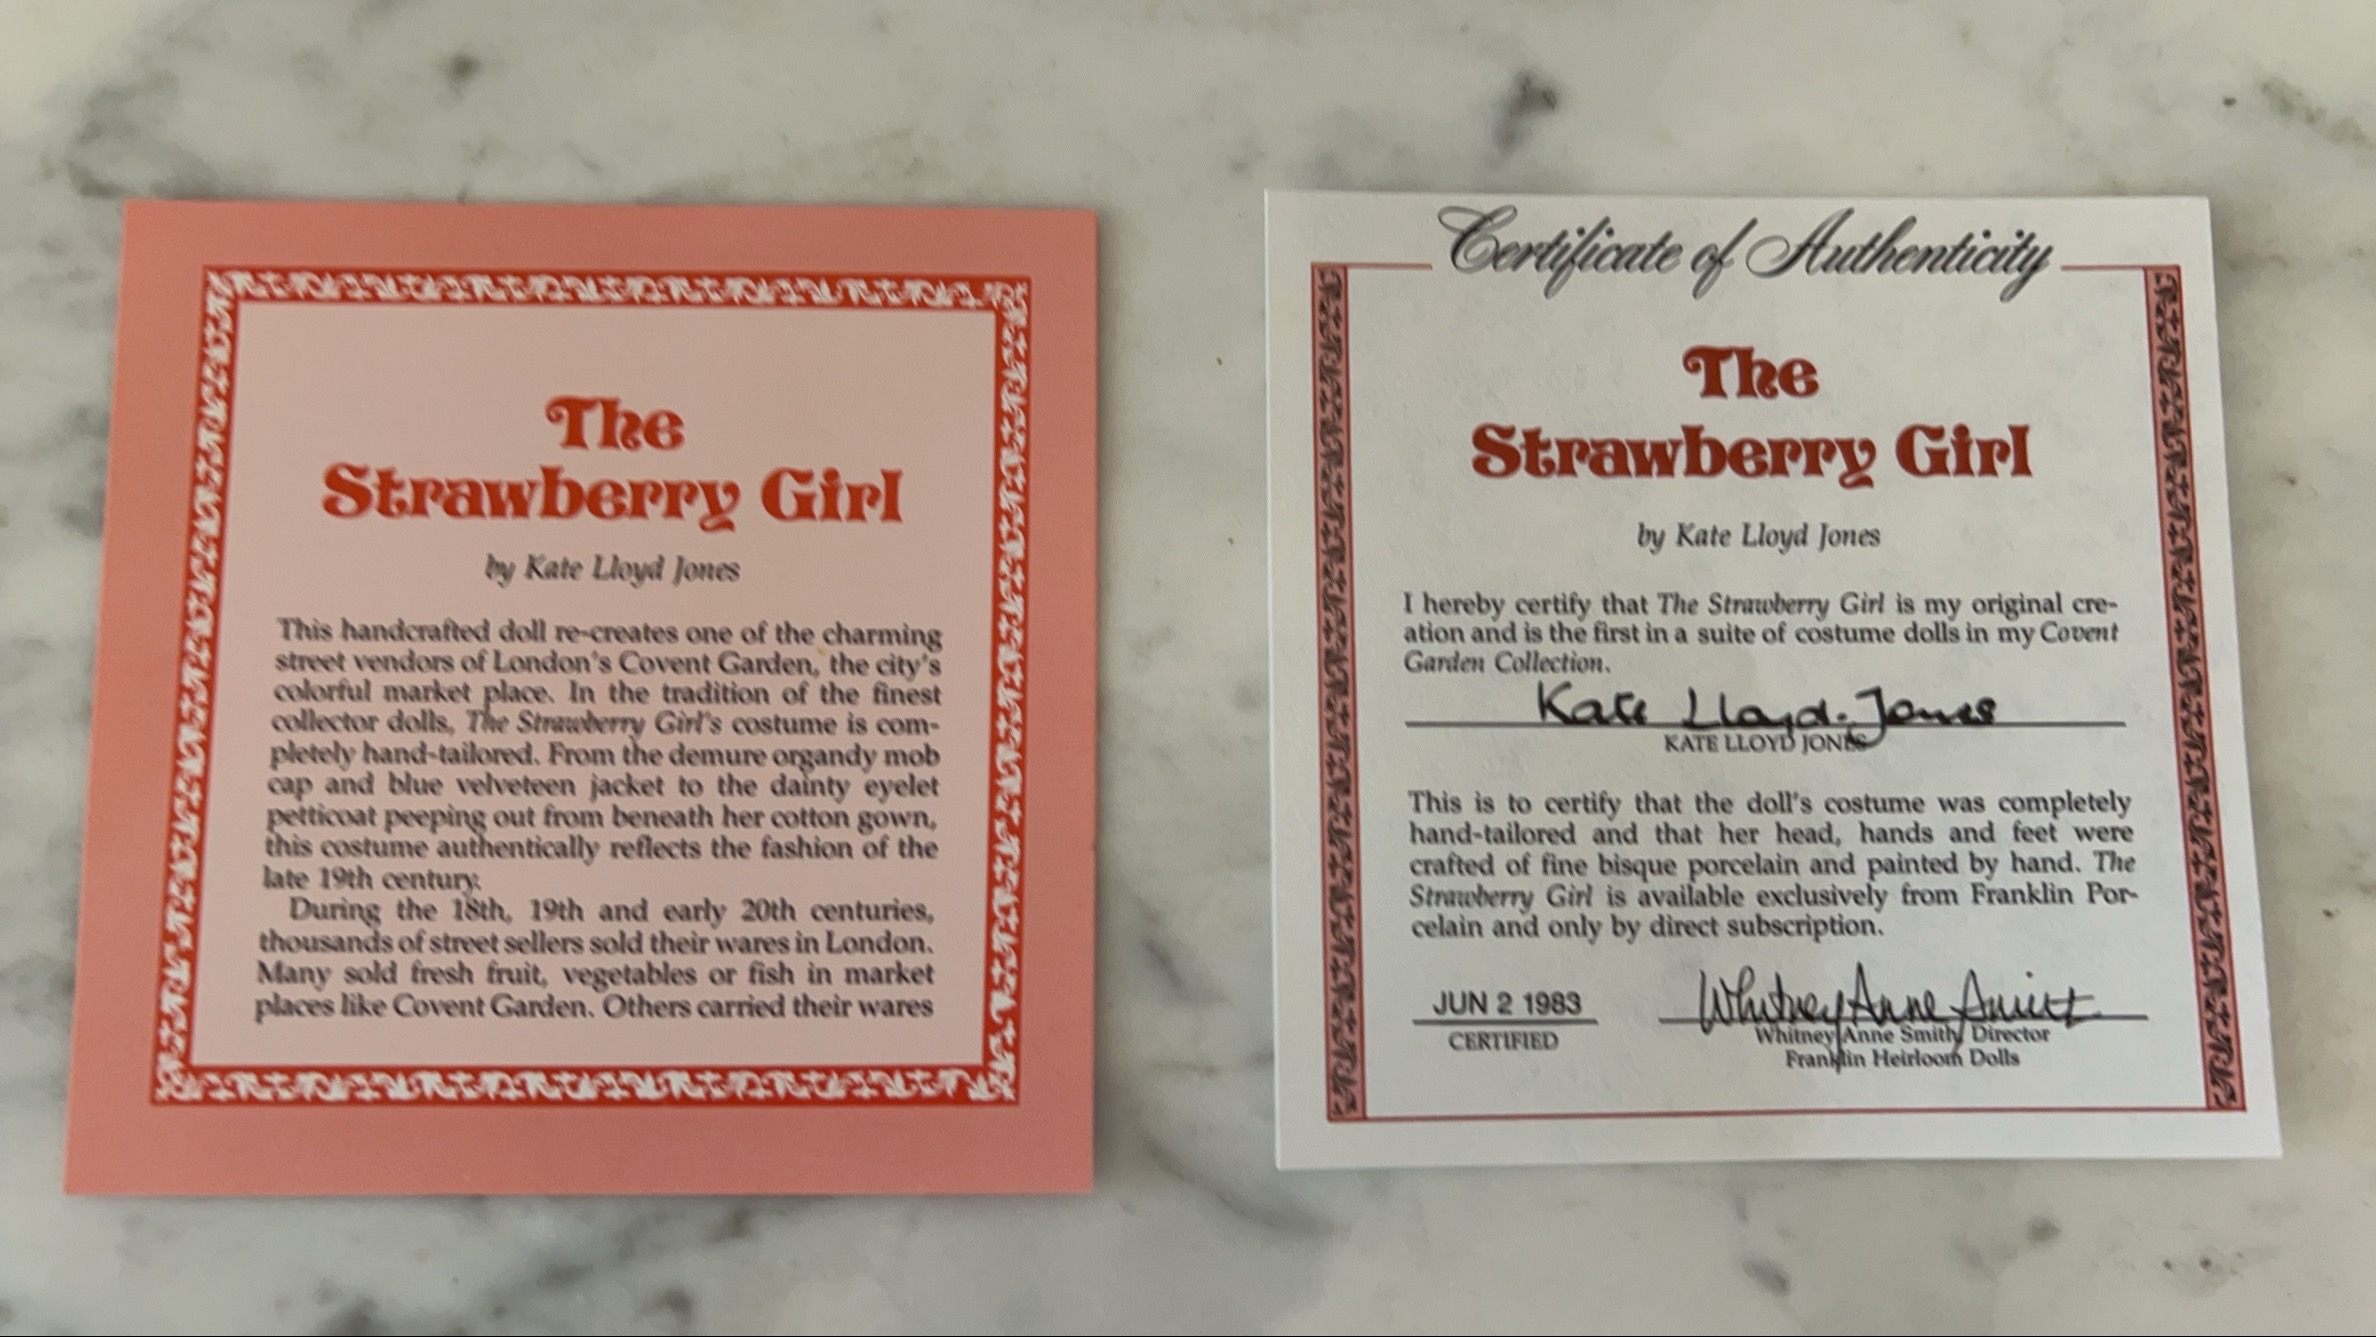 The
Strawberry Girl
by Kate Lloyd Jones
This handcrafted doll re-creates one of the charming
street vendors of London's Covent Garden, the city's
colorful market place. In the tradition of the finest
collector dolls, The Strawberry Girl's costume is com-
pletely hand-tailored. From the demure organdy mob
cap and blue velveteen jacket to the dainty eyelet
petticoat peeping out from beneath her cotton gown,
this costume authentically reflects the fashion of the
late 19th century.
During the 18th, 19th and early 20th centuries,
thousands of street sellers sold their wares in London.
Many sold fresh fruit, vegetables or fish in market
places like Covent Garden. Others carried their wares
Certificate of Authenticity
The
Strawberry Girl
by Kate Lloyd Jones
I hereby certify that The Strawberry Girl is my original cre-
ation and is the first in a suite of costume dolls in my Covent
Garden Collection.
Kate Lloyd-Jones
KATE LLOYD JONES
This is to certify that the doll's costume was completely
hand-tailored and that her head, hands and feet were
crafted of fine bisque porcelain and painted by hand. The
Strawberry Girl is available exclusively from Franklin Por-
celain and only by direct subscription.
JUN 2 1983
CERTIFIED
Whitney Anne Smith
Whitney Anne Smith, Director
Franklin Heirloom Dolls